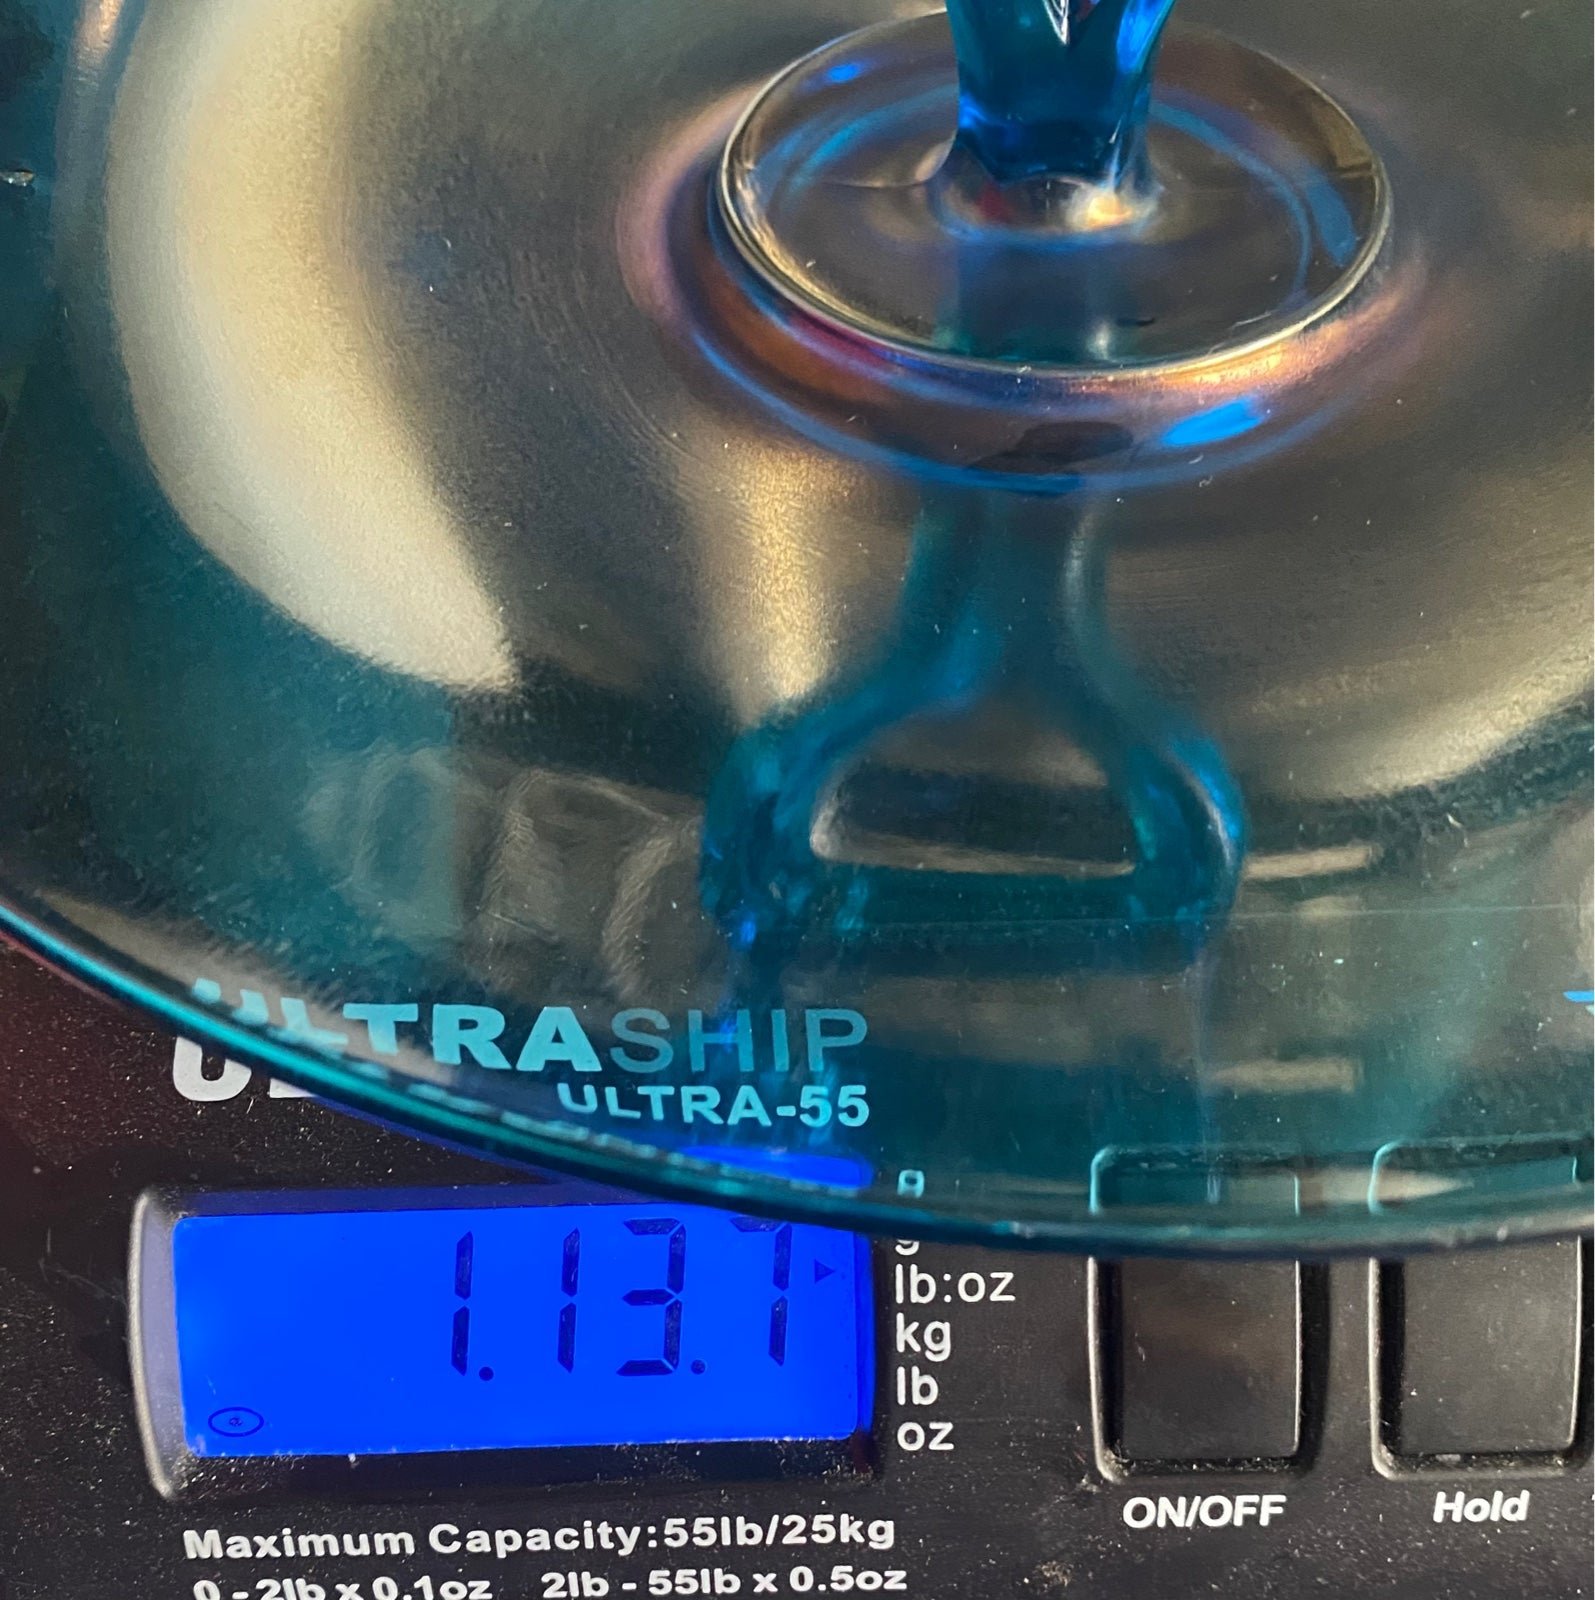 ULTRASHIP
ULTRA-55
g
1.13.7
lb:oz
kg
lb
oz
ON/OFF
Hold
Maximum Capacity:55lb/25kg
0-2lb x 0.1oz 2lb - 55lb x 0.5oz